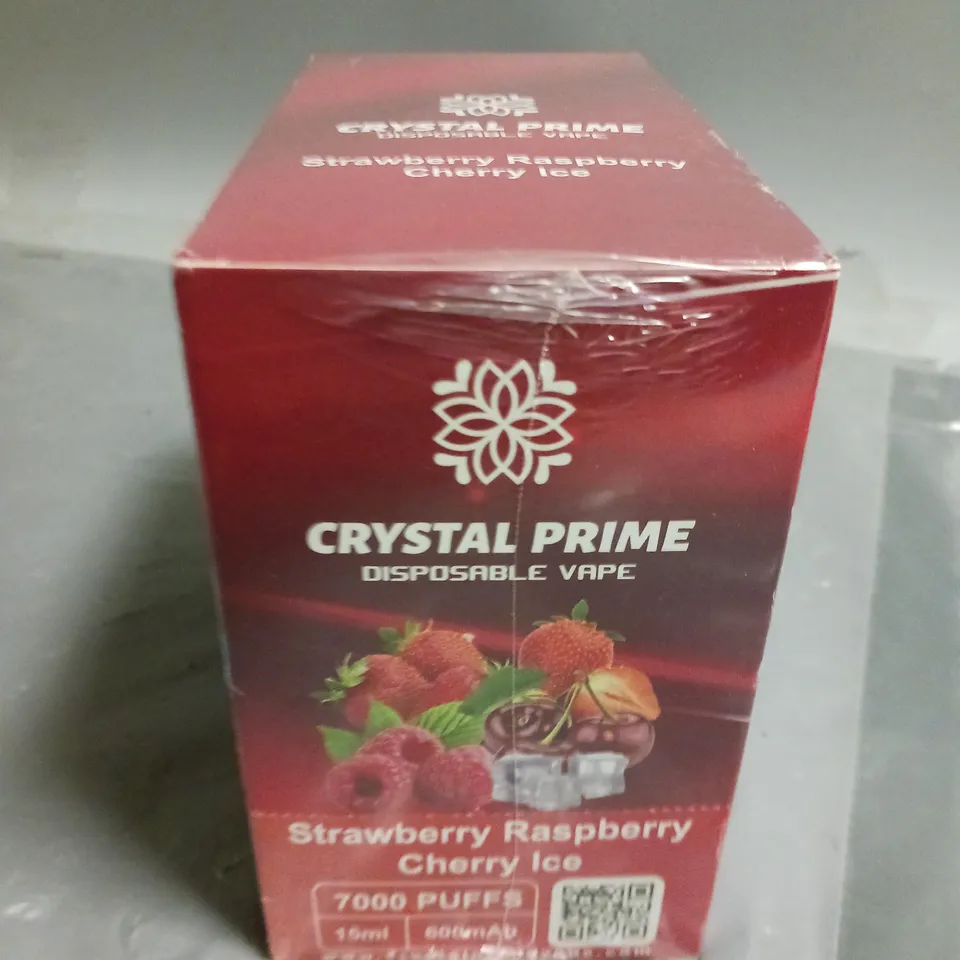 CRYSTAL PRIME
DISPOSABLE VAPE
Strawberry Raspberry
Cherry Ice
CRYSTAL PRIME
DISPOSABLE VAPE
Strawberry Raspberry
Cherry Ice
7000 PUFFS
15ml 600mAh